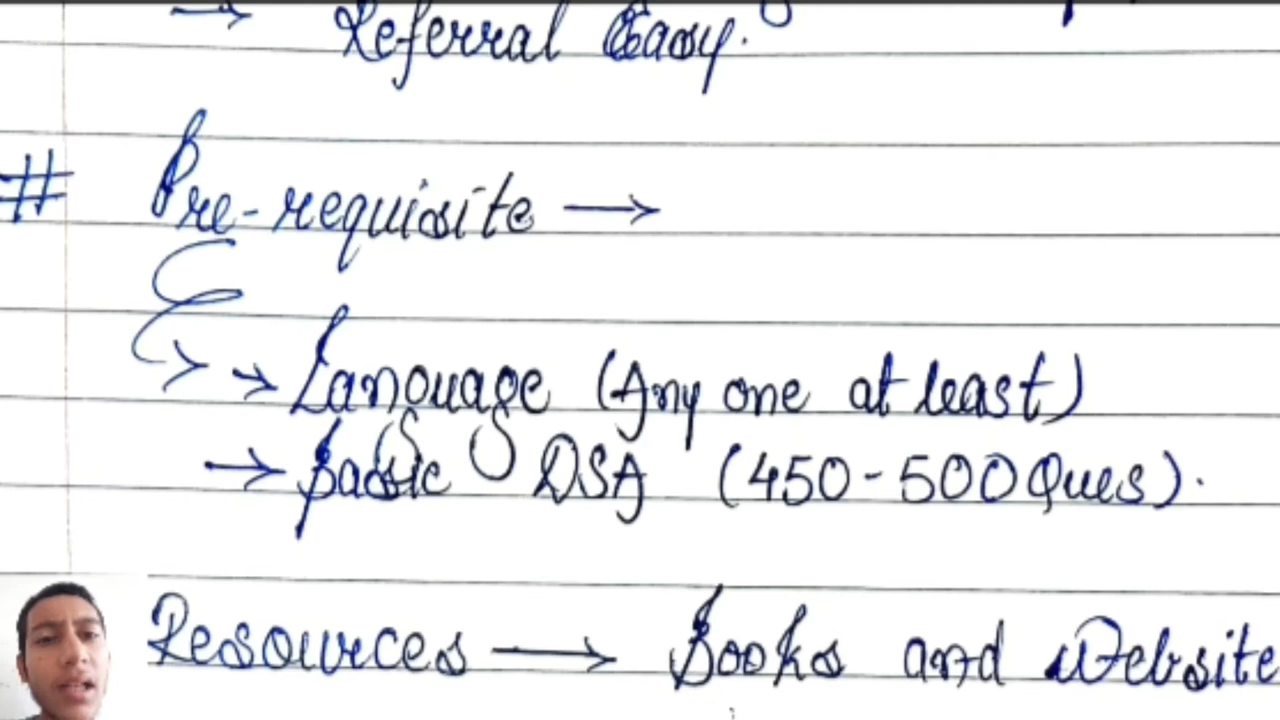 → Referral Easy.
# Pre-requisite →
→ Language (Any one at least)
→ Basic DSA (450-500 Ques).
Resources → Books and Website